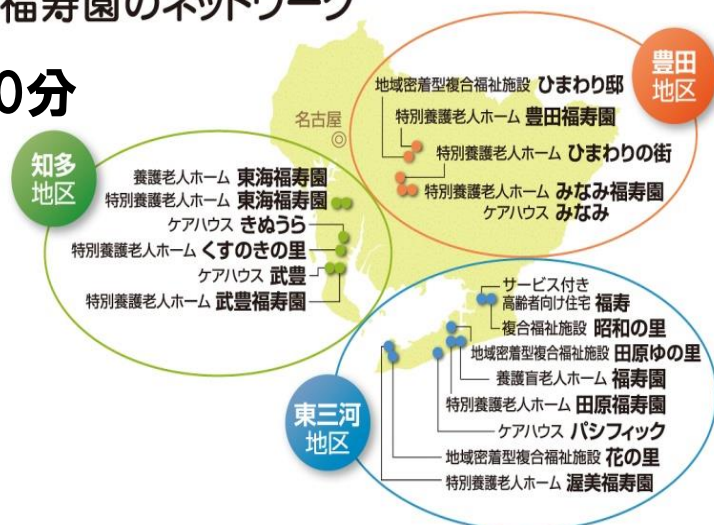 福寿園のネットワーク
0分
豊田
地区
地域密着型複合福祉施設 ひまわり邸
特別養護老人ホーム 豊田福寿園
特別養護老人ホーム ひまわりの街
特別養護老人ホーム みなみ福寿園
ケアハウス みなみ
名古屋
知多
地区
養護老人ホーム 東海福寿園
特別養護老人ホーム 東海福寿園
ケアハウス きぬうら
特別養護老人ホーム くすのきの里
ケアハウス 武豊
特別養護老人ホーム 武豊福寿園
東三河
地区
サービス付き
高齢者向け住宅 福寿
複合福祉施設 昭和の里
地域密着型複合福祉施設 田原ゆの里
養護盲老人ホーム 福寿園
特別養護老人ホーム 田原福寿園
ケアハウス パシフィック
地域密着型複合福祉施設 花の里
特別養護老人ホーム 渥美福寿園